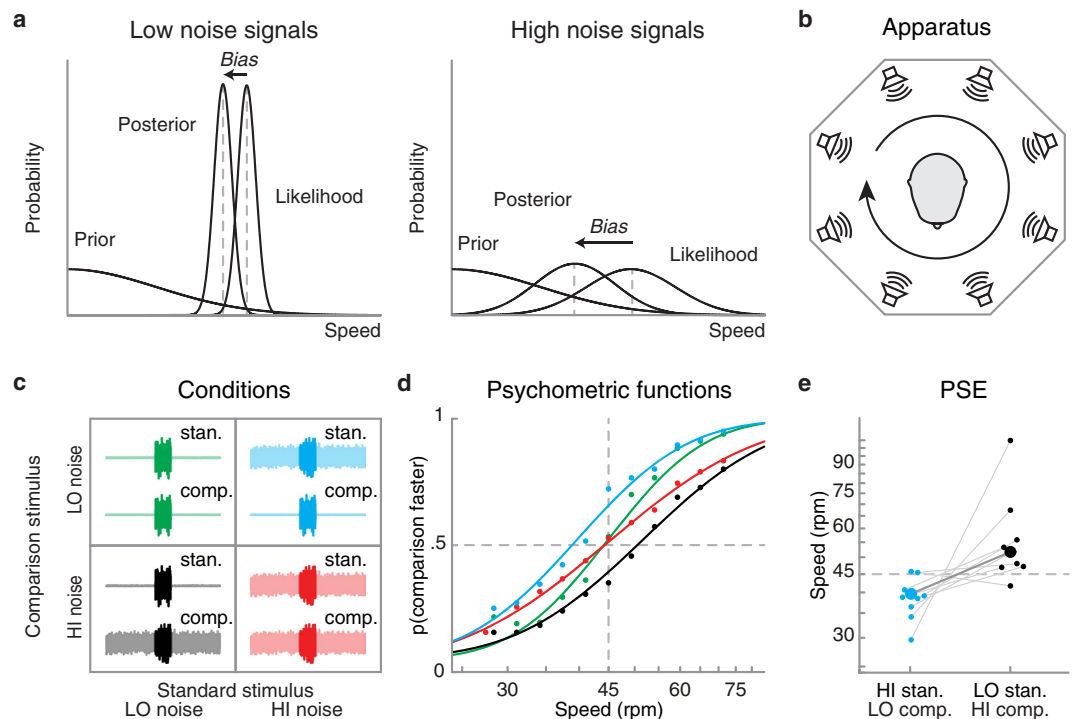 a
Low noise signals
Bias
Posterior
Likelihood
Prior
Probability
Speed
High noise signals
Posterior
Bias
Prior
Likelihood
Probability
Speed
b
Apparatus
c
Conditions
Comparison stimulus
LO noise
HI noise
stan.
comp.
stan.
comp.
stan.
comp.
stan.
comp.
Standard stimulus
LO noise
HI noise
d
Psychometric functions
p(comparison faster)
1
.5
0
30
45
60
75
Speed (rpm)
e
PSE
Speed (rpm)
90
75
60
45
30
HI stan.
LO comp.
LO stan.
HI comp.